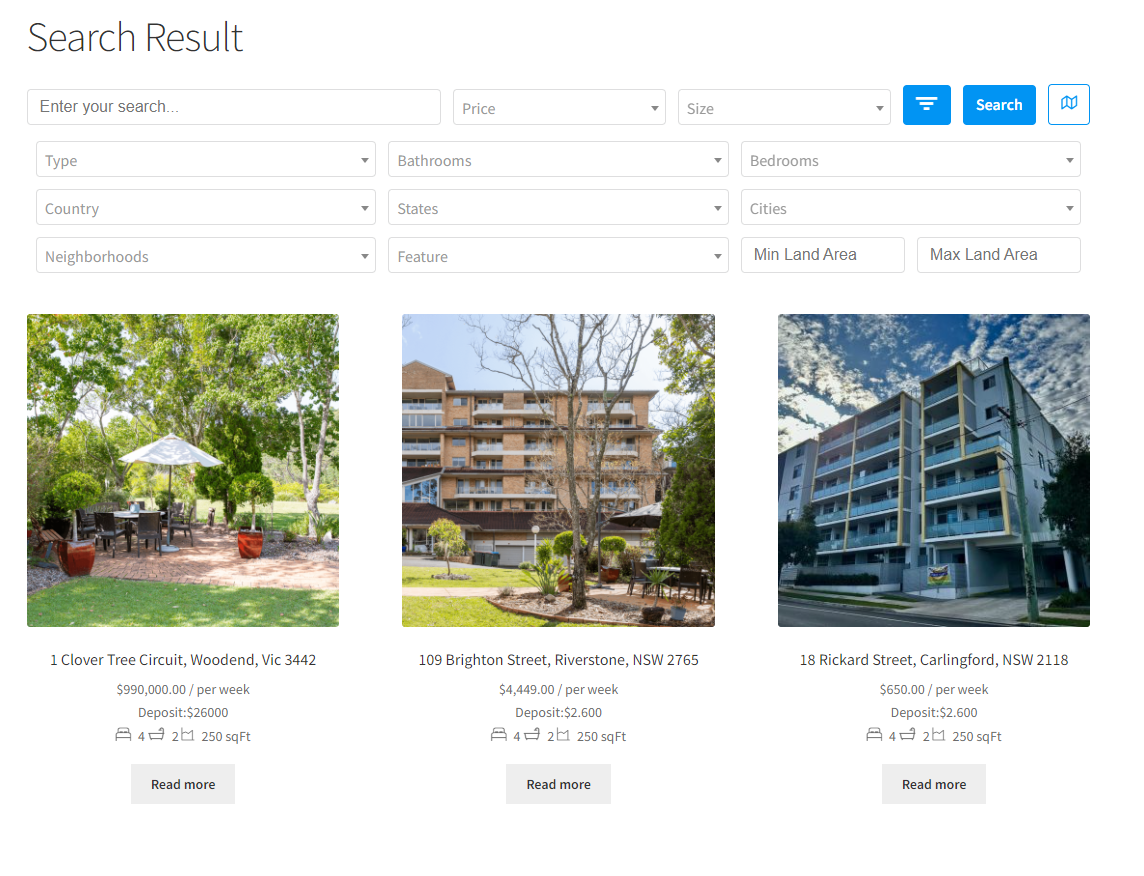 Search Result
Enter your search... Price Size Search
Type Bathrooms Bedrooms
Country States Cities
Neighborhoods Feature Min Land Area Max Land Area
1 Clover Tree Circuit, Woodend, Vic 3442
$990,000.00 / per week
Deposit:$26000
4 2 250 sqFt
Read more
109 Brighton Street, Riverstone, NSW 2765
$4,449.00 / per week
Deposit:$2.600
4 2 250 sqFt
Read more
18 Rickard Street, Carlingford, NSW 2118
$650.00 / per week
Deposit:$2.600
4 2 250 sqFt
Read more